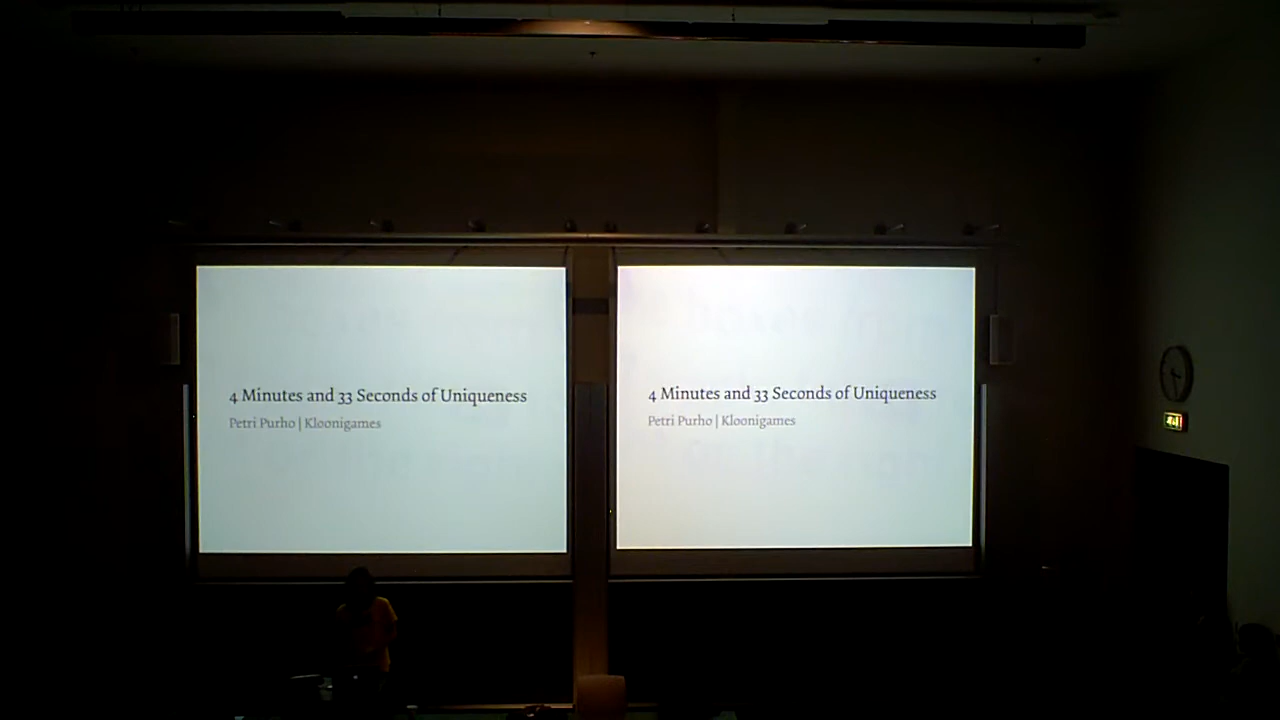 4 Minutes and 33 Seconds of Uniqueness
Petri Purho | Kloonigames
4 Minutes and 33 Seconds of Uniqueness
Petri Purho | Kloonigames